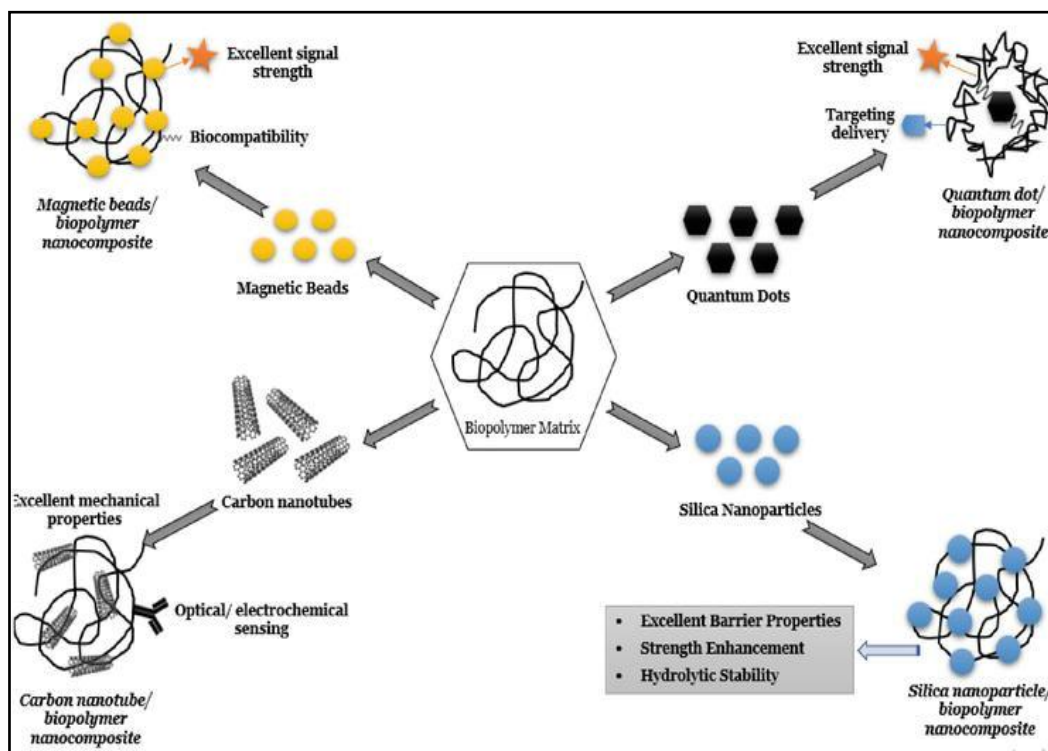 Excellent signal
strength
Biocompatibility
Magnetic beads/
biopolymer
nanocomposite
Magnetic Beads
Excellent signal
strength
Targeting
delivery
Quantum dot/
biopolymer
nanocomposite
Quantum Dots
Biopolymer Matrix
Carbon nanotubes
Excellent mechanical
properties
Optical/ electrochemical
sensing
Carbon nanotube/
biopolymer
nanocomposite
Silica Nanoparticles
• Excellent Barrier Properties
• Strength Enhancement
• Hydrolytic Stability
Silica nanoparticle/
biopolymer
nanocomposite